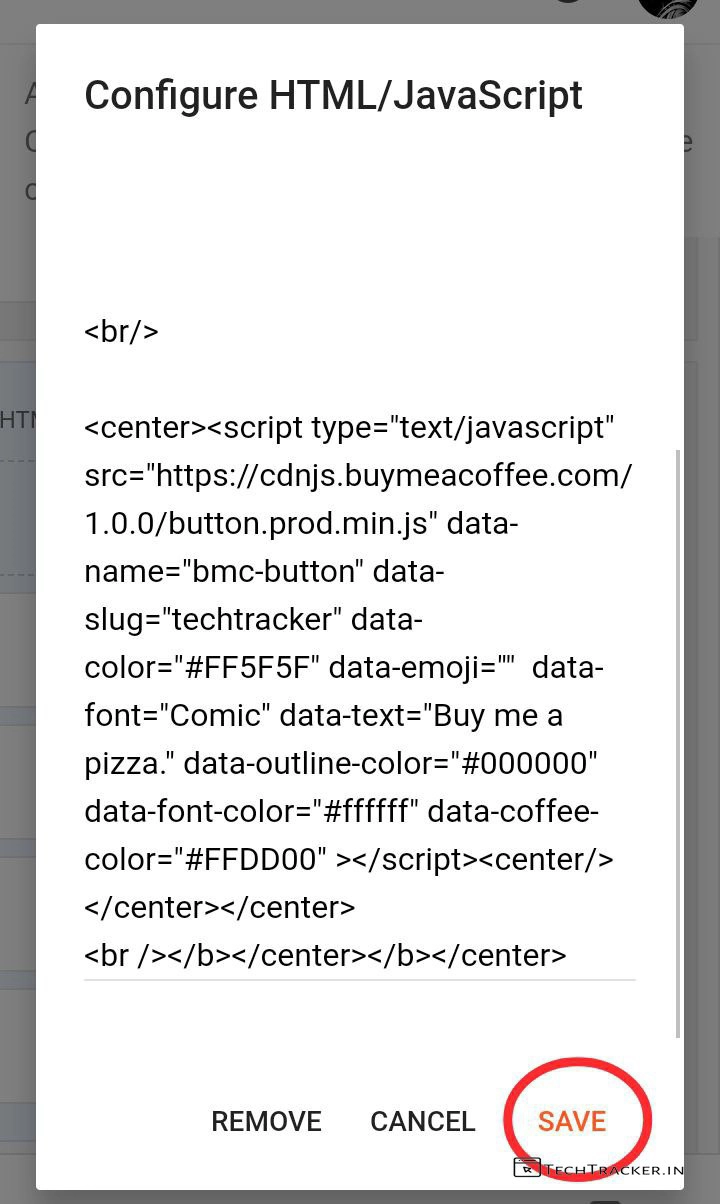 Configure HTML/JavaScript
<br/>
<center><script type="text/javascript"
src="https://cdnjs.buymeacoffee.com/
1.0.0/button.prod.min.js" data-
name="bmc-button" data-
slug="techtracker" data-
color="#FF5F5F" data-emoji=""  data-
font="Comic" data-text="Buy me a
pizza." data-outline-color="#000000"
data-font-color="#ffffff" data-coffee-
color="#FFDD00" ></script><center/>
</center></center>
<br /></b></center></b></center>
REMOVE CANCEL SAVE
TECHTRACKER.IN